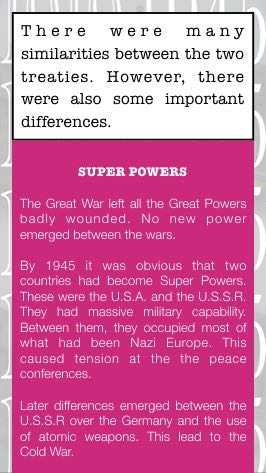 There were many
similarities between the two
treaties. However, there
were also some important
differences.
SUPER POWERS
The Great War left all the Great Powers
badly wounded. No new power
emerged between the wars.
By 1945 it was obvious that two
countries had become Super Powers.
These were the U.S.A. and the U.S.S.R.
They had massive military capability.
Between them, they occupied most of
what had been Nazi Europe. This
caused tension at the the peace
conferences.
Later differences emerged between the
U.S.S.R over the Germany and the use
of atomic weapons. This lead to the
Cold War.